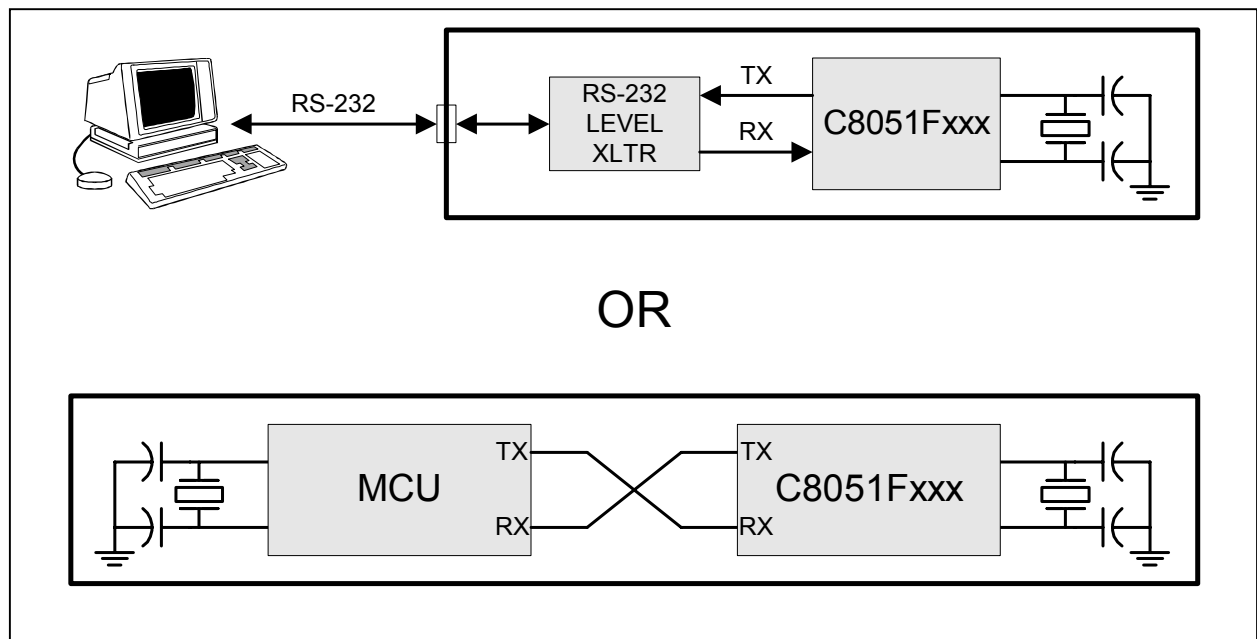 RS-232
RS-232
LEVEL
XLTR
TX
RX
C8051Fxxx
OR
MCU
TX
RX
TX
RX
C8051Fxxx